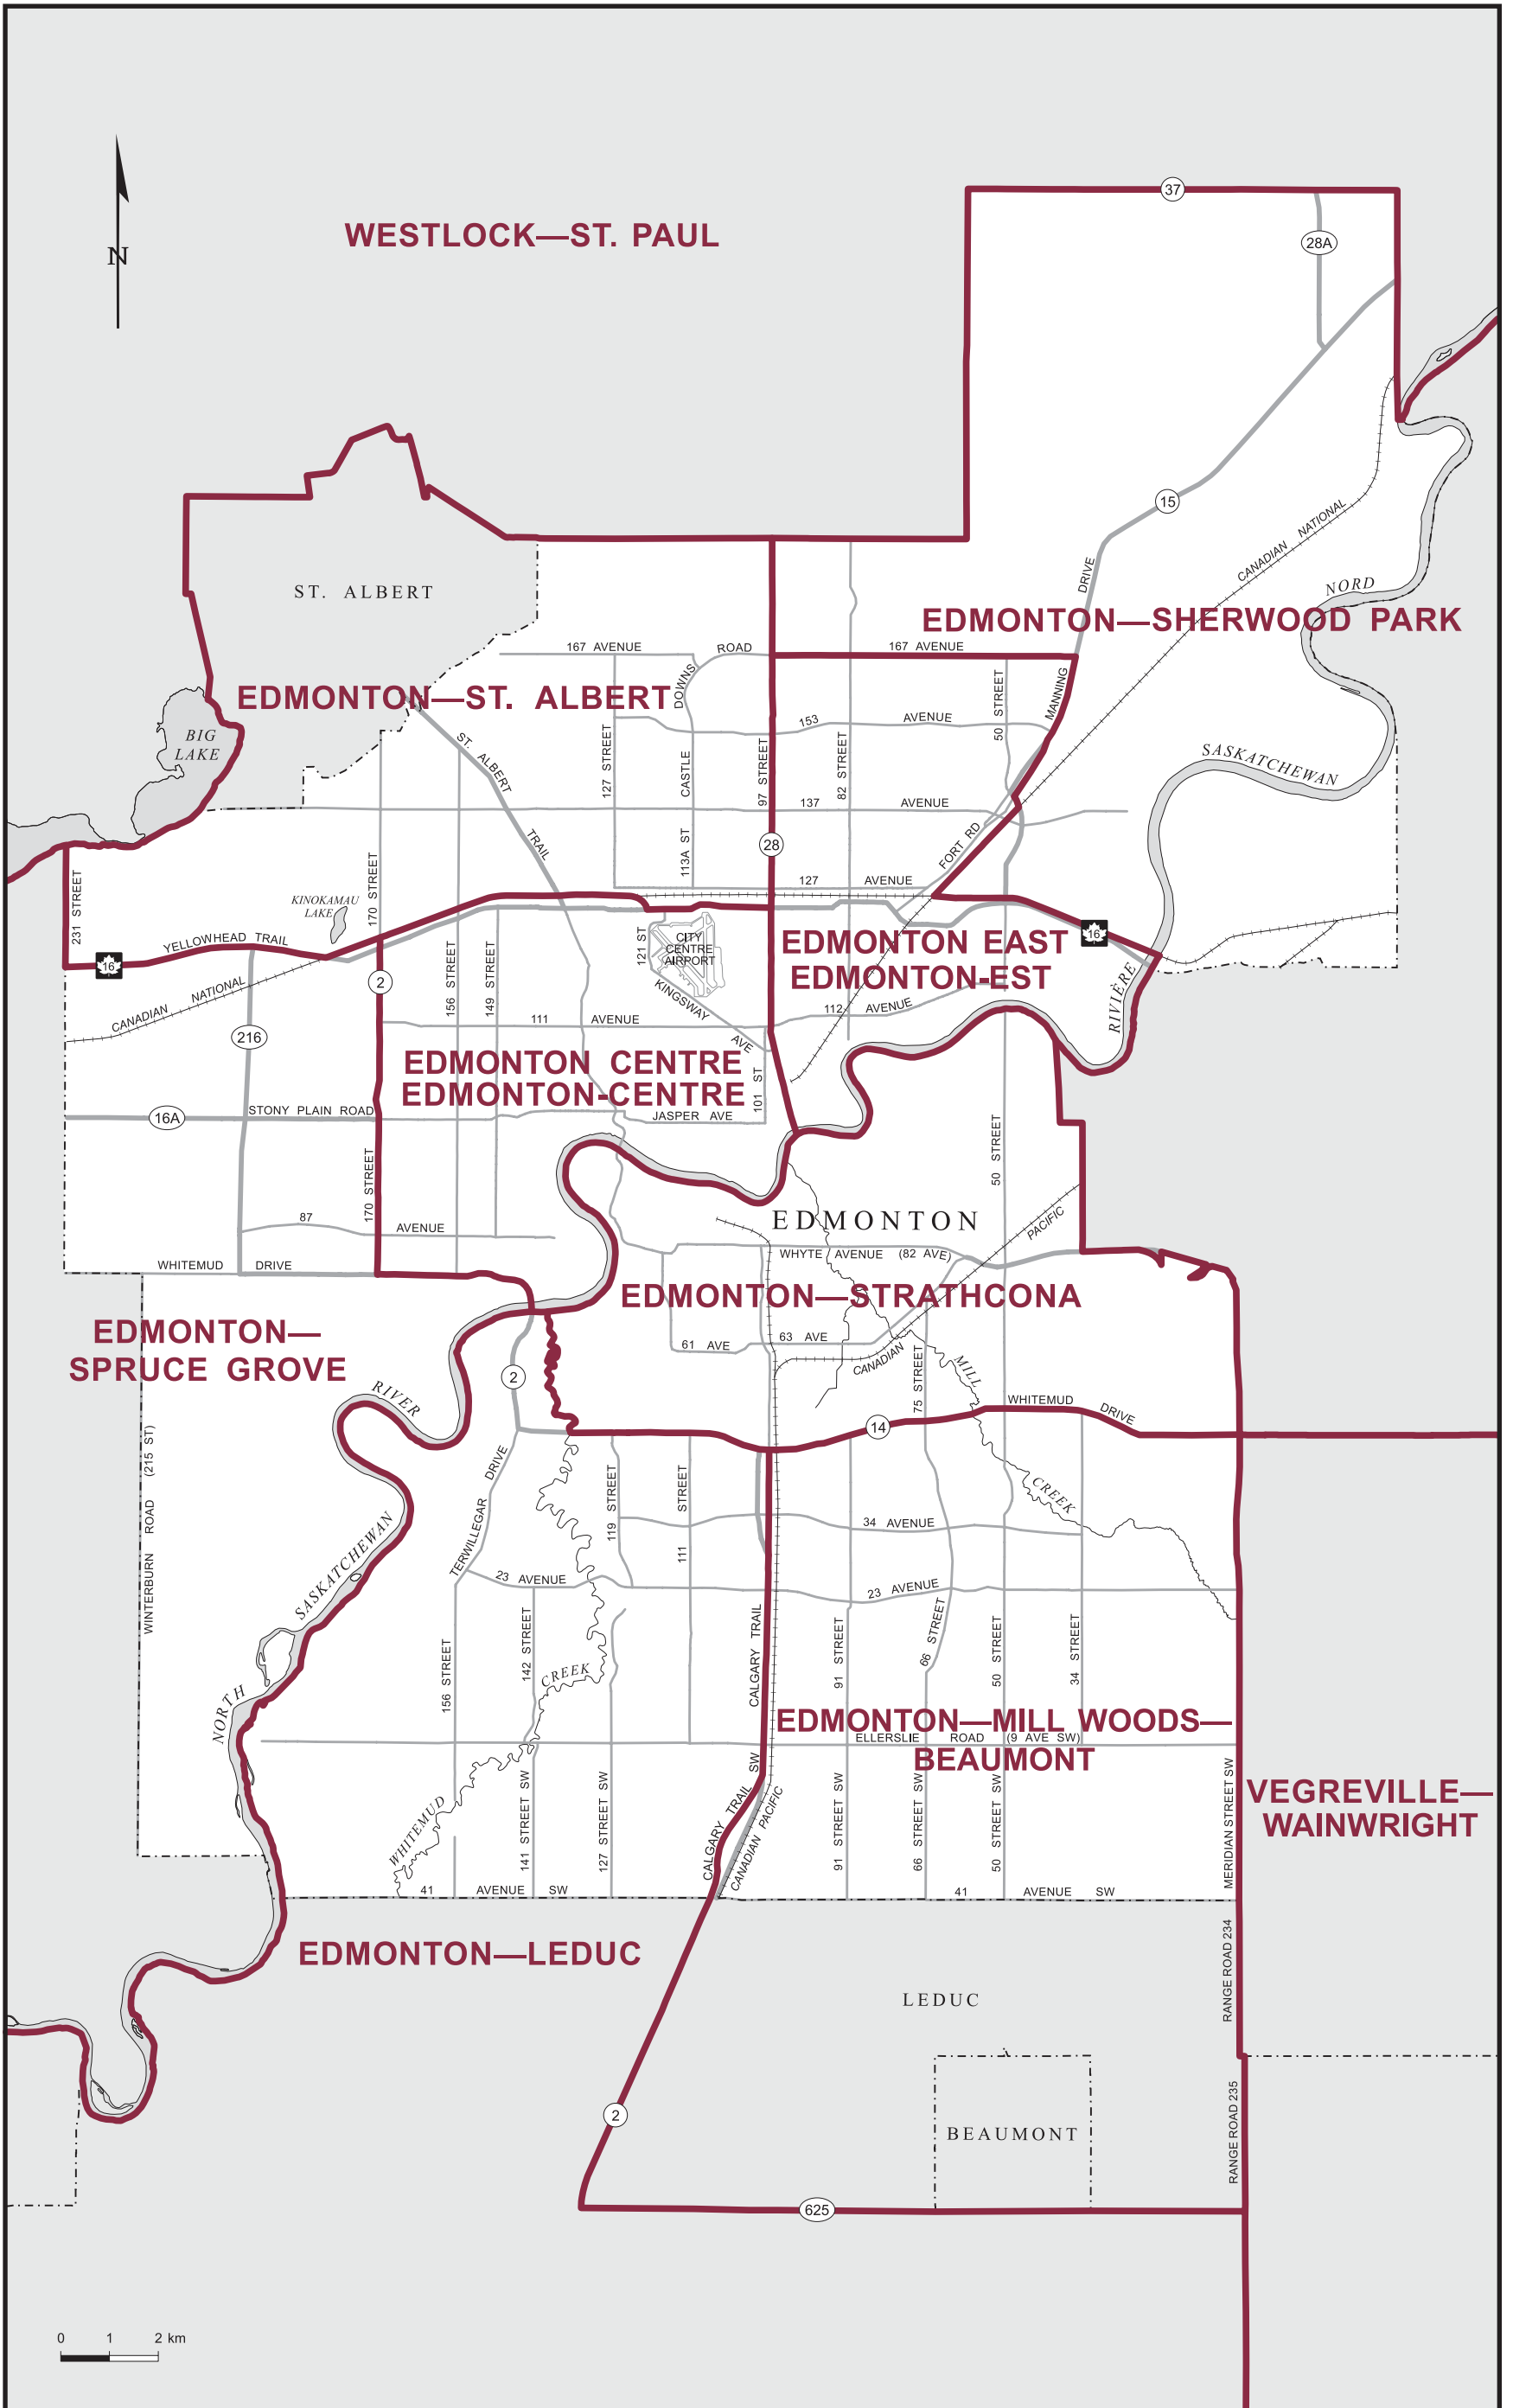 37
N
WESTLOCK—ST. PAUL
28A
15
CANADIAN NATIONAL
DRIVE
NORD
ST. ALBERT
EDMONTON—SHERWOOD PARK
167 AVENUE
ROAD
167 AVENUE
EDMONTON—ST. ALBERT
DOWNS
50 STREET
MANNING
BIG
LAKE
ST. ALBERT
TRAIL
153
AVENUE
SASKATCHEWAN
127 STREET
CASTLE
97 STREET
82 STREET
137
AVENUE
113A ST
28
FORT RD
231 STREET
170 STREET
127
AVENUE
KINOKAMAU
LAKE
YELLOWHEAD TRAIL
16
16
121 ST
CITY
CENTRE
AIRPORT
EDMONTON EAST
EDMONTON-EST
156 STREET
149 STREET
2
CANADIAN NATIONAL
KINGSWAY
AVE
112 AVENUE
RIVIÈRE
111
AVENUE
216
EDMONTON CENTRE
EDMONTON-CENTRE
101 ST
16A
STONY PLAIN ROAD
JASPER AVE
50 STREET
170 STREET
87
AVENUE
EDMONTON
PACIFIC
WHYTE AVENUE (82 AVE)
WHITEMUD DRIVE
EDMONTON—STRATHCONA
EDMONTON—
SPRUCE GROVE
61 AVE
63 AVE
CANADIAN
75 STREET
MILL
2
RIVER
WHITEMUD
DRIVE
14
WINTERBURN ROAD (215 ST)
TERWILLEGAR DRIVE
119 STREET
111 STREET
CREEK
34 AVENUE
SASKATCHEWAN
23 AVENUE
23 AVENUE
156 STREET
142 STREET
CREEK
CALGARY TRAIL
91 STREET
66 STREET
50 STREET
34 STREET
NORTH
EDMONTON—MILL WOODS—
BEAUMONT
ELLERSLIE ROAD (9 AVE SW)
WHITEMUD
141 STREET SW
127 STREET SW
CALGARY TRAIL SW
CANADIAN PACIFIC
91 STREET SW
66 STREET SW
50 STREET SW
MERIDIAN STREET SW
VEGREVILLE—
WAINWRIGHT
41 AVENUE SW
41 AVENUE SW
EDMONTON—LEDUC
LEDUC
RANGE ROAD 234
2
BEAUMONT
RANGE ROAD 235
625
0 1 2 km